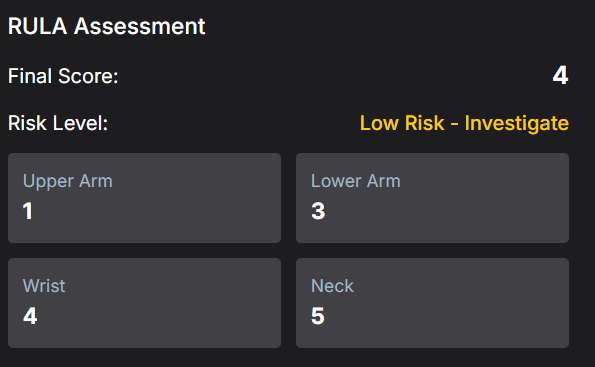 RULA Assessment
Final Score: 4
Risk Level: Low Risk - Investigate
Upper Arm
1
Lower Arm
3
Wrist
4
Neck
5